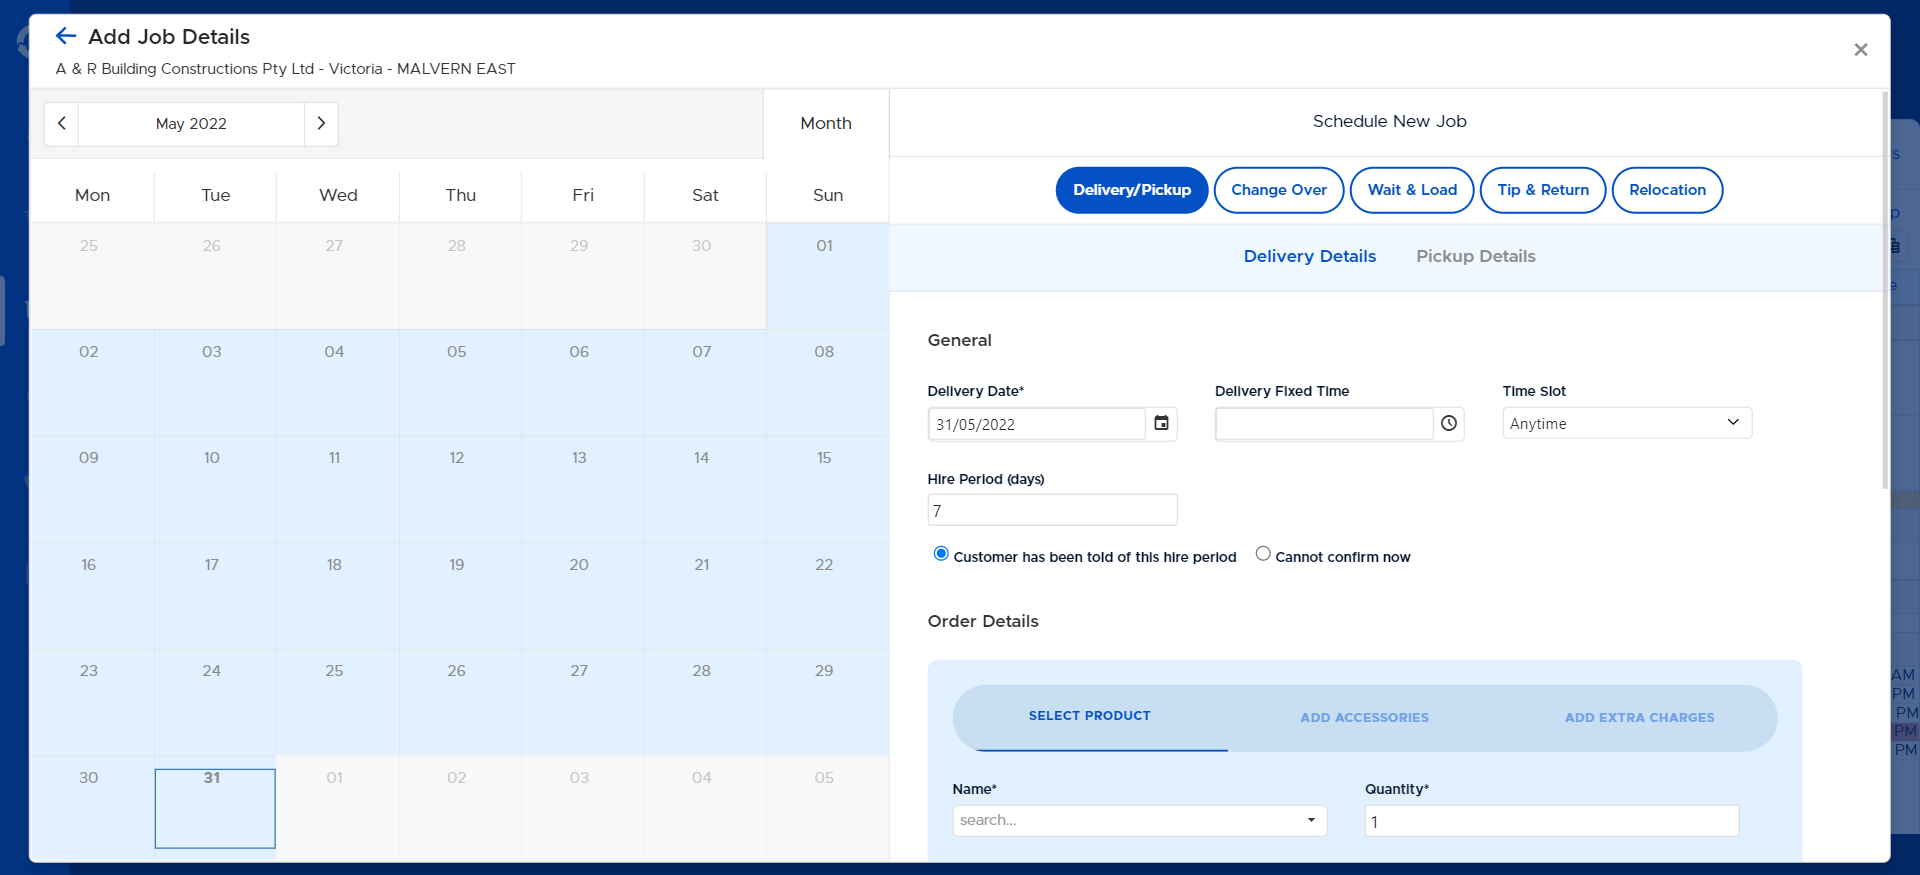 Add Job Details
A & R Building Constructions Pty Ltd - Victoria - MALVERN EAST
May 2022
Month
Mon Tue Wed Thu Fri Sat Sun
25 26 27 28 29 30 01
02 03 04 05 06 07 08
09 10 11 12 13 14 15
16 17 18 19 20 21 22
23 24 25 26 27 28 29
30 31 01 02 03 04 05
Schedule New Job
Delivery/Pickup Change Over Wait & Load Tip & Return Relocation
Delivery Details Pickup Details
General
Delivery Date* Delivery Fixed Time Time Slot
31/05/2022 Anytime
Hire Period (days)
7
Customer has been told of this hire period Cannot confirm now
Order Details
SELECT PRODUCT ADD ACCESSORIES ADD EXTRA CHARGES
Name* Quantity*
search... 1
AM
PM
PM
PM
PM